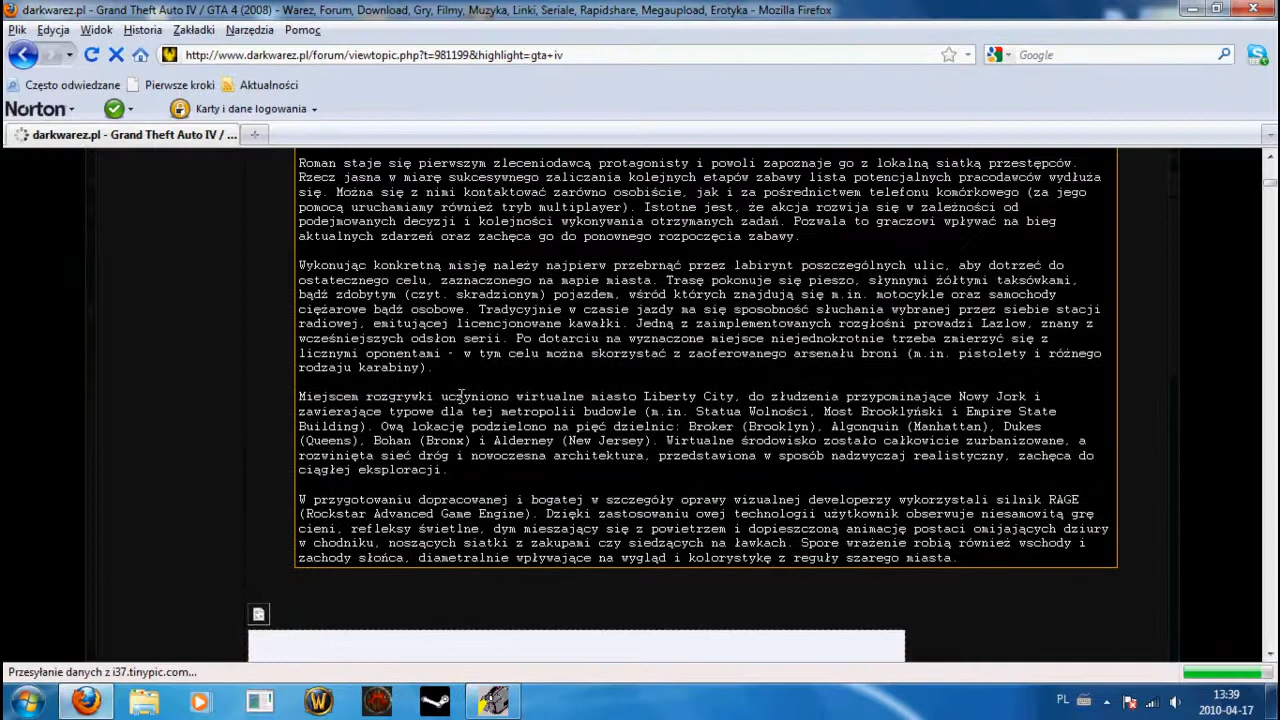 darkwarez.pl - Grand Theft Auto IV / GTA 4 (2008) - Warez, Forum, Download, Gry, Filmy, Muzyka, Linki, Seriale, Rapidshare, Megaupload, Erotyka - Mozilla Firefox
Plik Edycja Widok Historia Zakładki Narzędzia Pomoc
http://www.darkwarez.pl/forum/viewtopic.php?t=981199&highlight=gta+iv
Google
Często odwiedzane Pierwsze kroki Aktualności
Norton Karty i dane logowania
darkwarez.pl - Grand Theft Auto IV / ...
Roman staje się pierwszym zleceniodawcą protagonisty i powoli zapoznaje go z lokalną siatką przestępców.
Rzecz jasna w miarę sukcesywnego zaliczania kolejnych etapów zabawy lista potencjalnych pracodawców wydłuża
się. Można się z nimi kontaktować zarówno osobiście, jak i za pośrednictwem telefonu komórkowego (za jego
pomocą uruchamiamy również tryb multiplayer). Istotne jest, że akcja rozwija się w zależności od
podejmowanych decyzji i kolejności wykonywania otrzymanych zadań. Pozwala to graczowi wpływać na bieg
aktualnych zdarzeń oraz zachęca go do ponownego rozpoczęcia zabawy.
Wykonując konkretną misję należy najpierw przebrnąć przez labirynt poszczególnych ulic, aby dotrzeć do
ostatecznego celu, zaznaczonego na mapie miasta. Trasę pokonuje się pieszo, słynnymi żółtymi taksówkami,
bądź zdobytym (czyt. skradzionym) pojazdem, wśród których znajdują się m.in. motocykle oraz samochody
ciężarowe bądź osobowe. Tradycyjnie w czasie jazdy ma się sposobność słuchania wybranej przez siebie stacji
radiowej, emitującej licencjonowane kawałki. Jedną z zaimplementowanych rozgłośni prowadzi Lazlow, znany z
wcześniejszych odsłon serii. Po dotarciu na wyznaczone miejsce niejednokrotnie trzeba zmierzyć się z
licznymi oponentami - w tym celu można skorzystać z zaoferowanego arsenału broni (m.in. pistolety i różnego
rodzaju karabiny).
Miejscem rozgrywki uczyniono wirtualne miasto Liberty City, do złudzenia przypominające Nowy Jork i
zawierające typowe dla tej metropolii budowle (m.in. Statua Wolności, Most Brooklyński i Empire State
Building). Ową lokację podzielono na pięć dzielnic: Broker (Brooklyn), Algonquin (Manhattan), Dukes
(Queens), Bohan (Bronx) i Alderney (New Jersey). Wirtualne środowisko zostało całkowicie zurbanizowane, a
rozwinięta sieć dróg i nowoczesna architektura, przedstawiona w sposób nadzwyczaj realistyczny, zachęca do
ciągłej eksploracji.
W przygotowaniu dopracowanej i bogatej w szczegóły oprawy wizualnej developerzy wykorzystali silnik RAGE
(Rockstar Advanced Game Engine). Dzięki zastosowaniu owej technologii użytkownik obserwuje niesamowitą grę
cieni, refleksy świetlne, dym mieszający się z powietrzem i dopieszczoną animację postaci omijających dziury
w chodniku, noszących siatki z zakupami czy siedzących na ławkach. Spore wrażenie robią również wschody i
zachody słońca, diametralnie wpływające na wygląd i kolorystykę z reguły szarego miasta.
Przesyłanie danych z i37.tinypic.com...
PL 13:39
2010-04-17